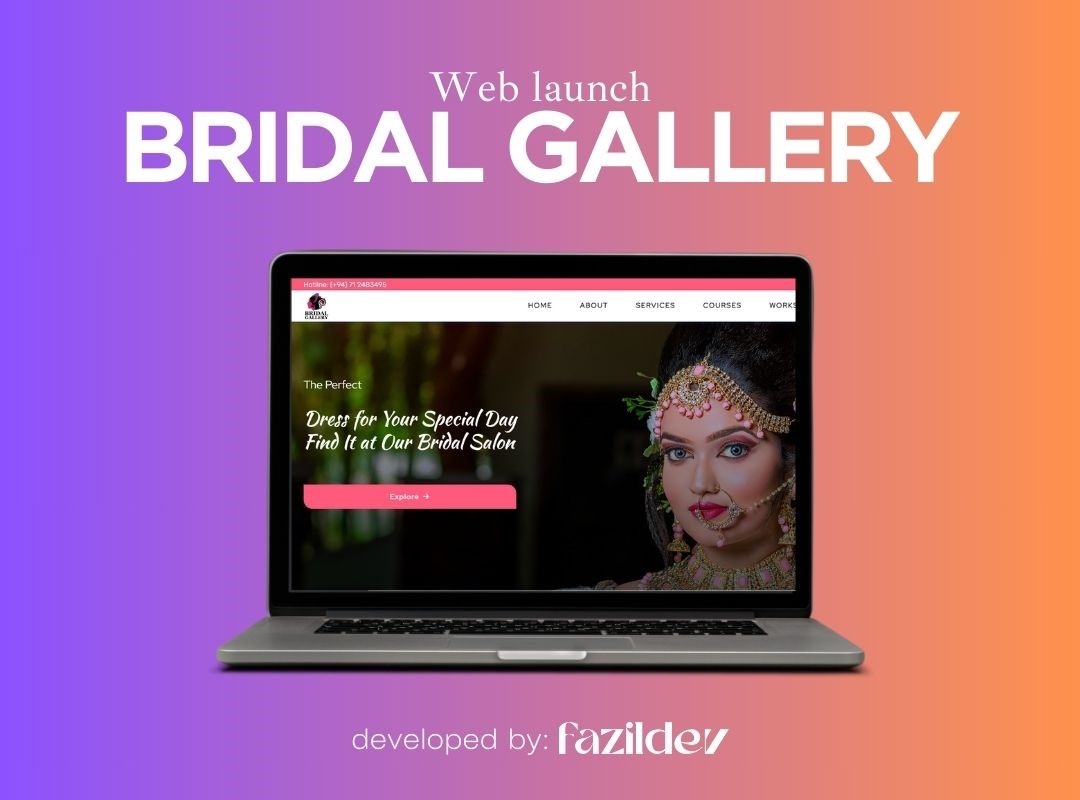 Web launch
BRIDAL GALLERY
Hotline: (+94) 71 2483495
BRIDAL
GALLERY
HOME ABOUT SERVICES COURSES WORKS
The Perfect
Dress for Your Special Day
Find It at Our Bridal Salon
Explore →
developed by: fazildev